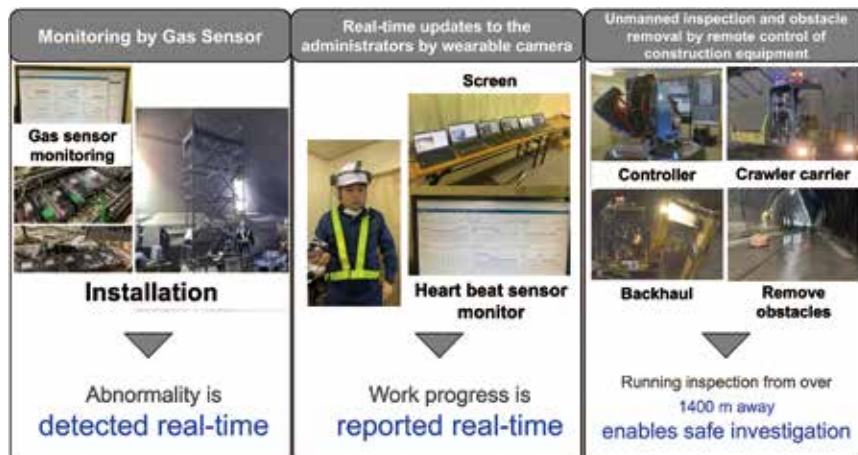 Monitoring by Gas Sensor
Gas sensor
monitoring
Installation
Abnormality is
detected real-time
Real-time updates to the
administrators by wearable camera
Screen
Heart beat sensor
monitor
Work progress is
reported real-time
Unmanned inspection and obstacle
removal by remote control of
construction equipment
Controller
Crawler carrier
Backhaul
Remove
obstacles
Running inspection from over
1400 m away
enables safe investigation